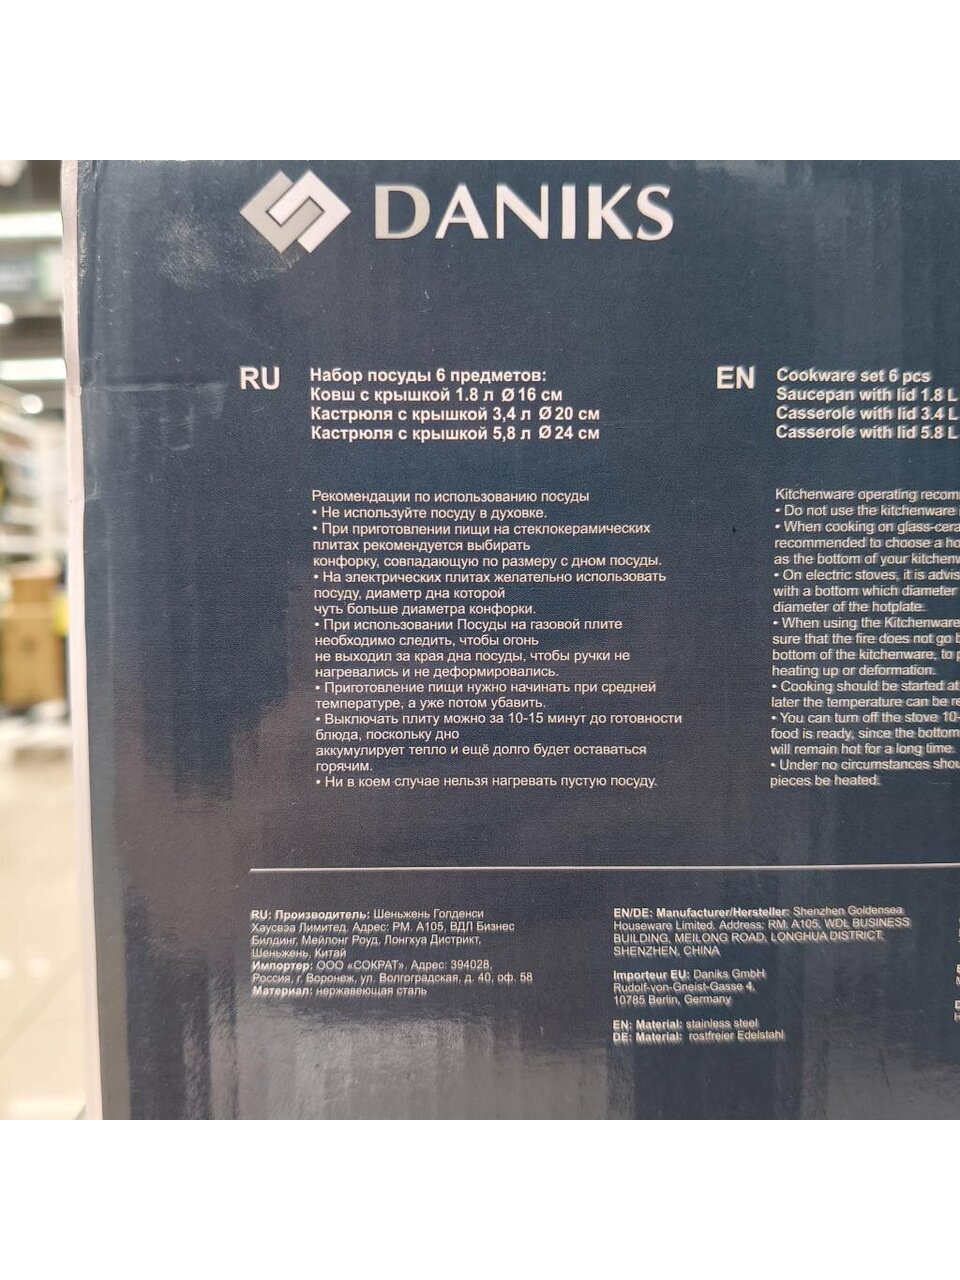 DANIKS
RU
Набор посуды 6 предметов:
Ковш с крышкой 1.8 л Ø 16 см
Кастрюля с крышкой 3,4 л Ø 20 см
Кастрюля с крышкой 5,8 л Ø 24 см
Рекомендации по использованию посуды
• Не используйте посуду в духовке.
• При приготовлении пищи на стеклокерамических
плитах рекомендуется выбирать
конфорку, совпадающую по размеру с дном посуды.
• На электрических плитах желательно использовать
посуду, диаметр дна которой
чуть больше диаметра конфорки.
• При использовании Посуды на газовой плите
необходимо следить, чтобы огонь
не выходил за края дна посуды, чтобы ручки не
нагревались и не деформировались.
• Приготовление пищи нужно начинать при средней
температуре, а уже потом убавить.
• Выключать плиту можно за 10-15 минут до готовности
блюда, поскольку дно
аккумулирует тепло и ещё долго будет оставаться
горячим.
• Ни в коем случае нельзя нагревать пустую посуду.
EN
Cookware set 6 pcs
Saucepan with lid 1.8 L
Casserole with lid 3.4 L
Casserole with lid 5.8 L
Kitchenware operating
• Do not use the kitchenware
• When cooking on
recommended to choose a
as the bottom of your
• On electric stoves, it is
with a bottom which diameter
diameter of the hotplate.
• When using the Kitchenware
sure that the fire does not go
bottom of the kitchenware, to
heating up or deformation.
• Cooking should be started at
later the temperature can be
• You can turn off the stove
food is ready, since the bottom
will remain hot for a long time.
• Under no circumstances
pieces be heated.
RU: Производитель: Шеньжень Голденси
Хаусвэа Лимитед. Адрес: РМ. А105, ВДЛ Бизнес
Билдинг, Мейлонг Роуд, Лонгхуа Дистрикт,
Шеньжень, Китай
Импортер: ООО «СОКРАТ». Адрес: 394028,
Россия, г. Воронеж, ул. Волгоградская, д. 40, оф. 58
Материал: нержавеющая сталь
EN/DE: Manufacturer/Hersteller: Shenzhen Goldensea
Houseware Limited. Address: RM. A105, WDL BUSINESS
BUILDING, MEILONG ROAD, LONGHUA DISTRICT,
SHENZHEN, CHINA
Importeur EU: Daniks GmbH
Rudolf-von-Gneist-Gasse 4,
10785 Berlin, Germany
EN: Material: stainless steel
DE: Material: rostfreier Edelstahl